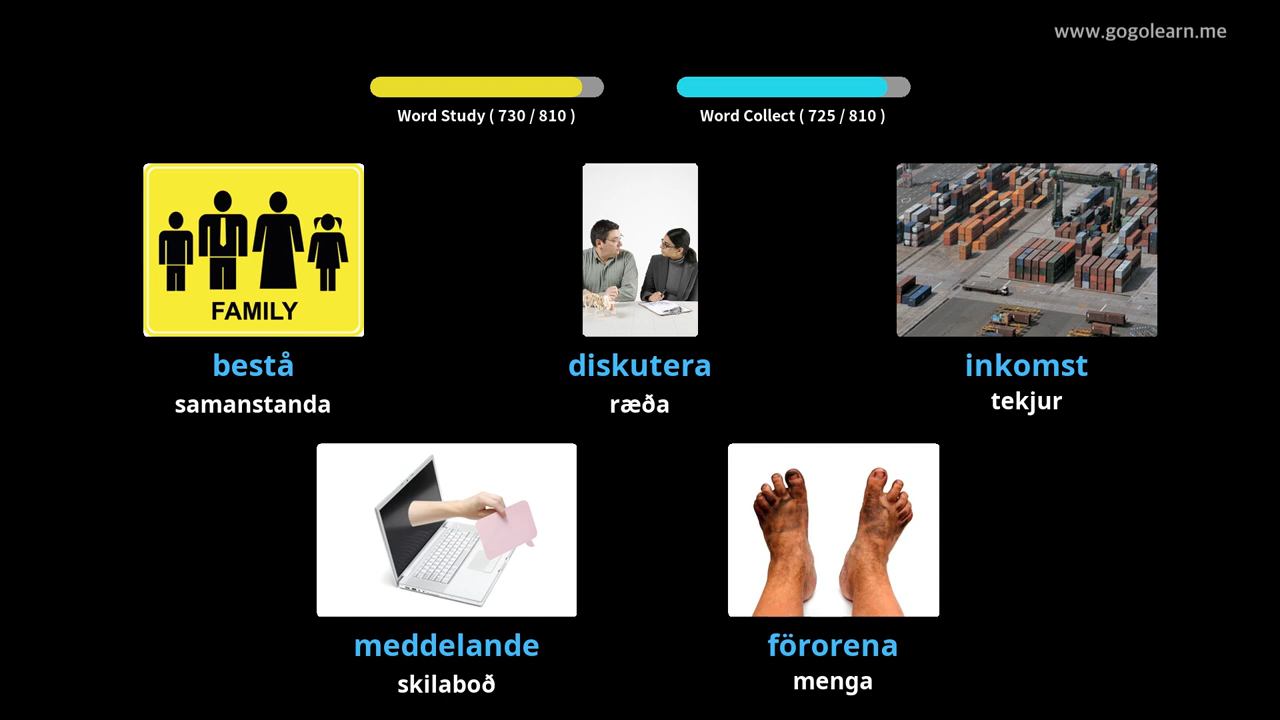 www.gogolearn.me
Word Study ( 730 / 810 )
Word Collect ( 725 / 810 )
FAMILY
bestå
samanstanda
diskutera
ræða
inkomst
tekjur
meddelande
skilaboð
förorena
menga